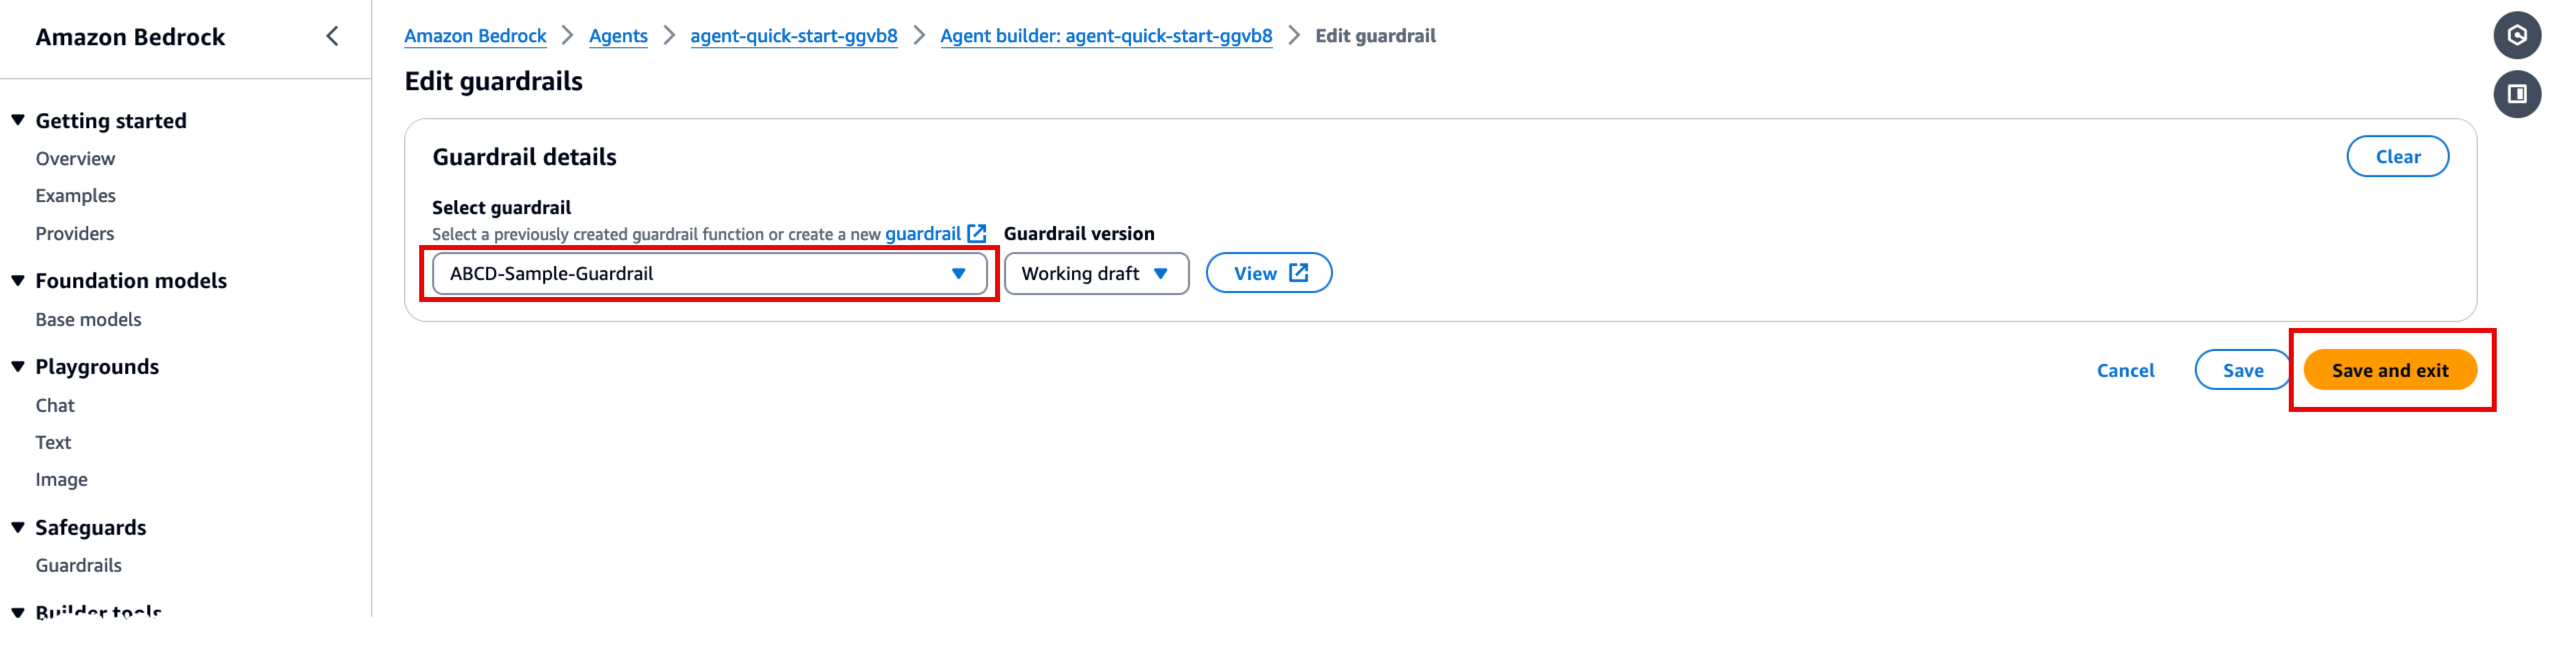 Amazon Bedrock
Getting started
Overview
Examples
Providers
Foundation models
Base models
Playgrounds
Chat
Text
Image
Safeguards
Guardrails
Builder tools
Amazon Bedrock > Agents > agent-quick-start-ggvb8 > Agent builder: agent-quick-start-ggvb8 > Edit guardrail
Edit guardrails
Guardrail details
Clear
Select guardrail
Select a previously created guardrail function or create a new guardrail
Guardrail version
ABCD-Sample-Guardrail
Working draft
View
Cancel
Save
Save and exit